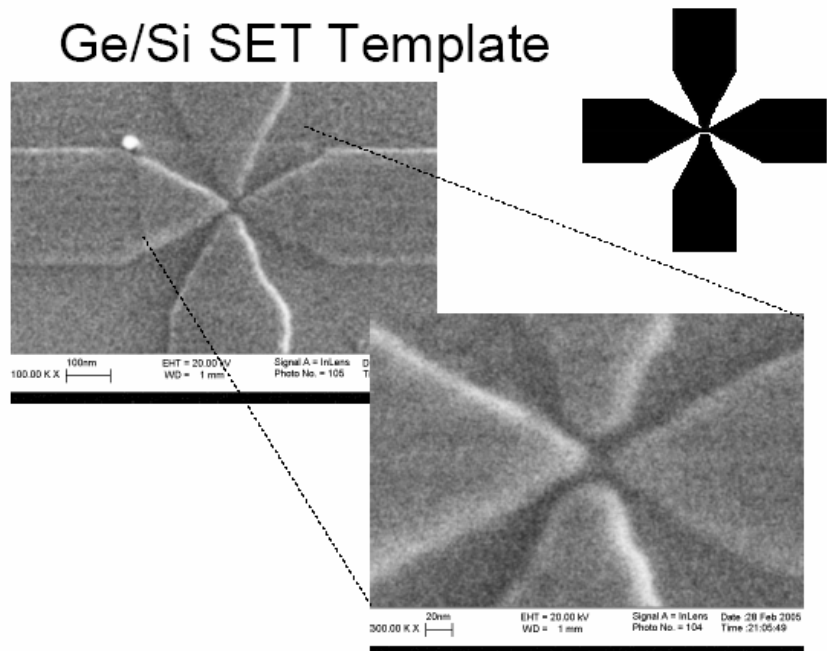 Ge/Si SET Template
100nm
100.00 K X
EHT = 20.00 kV
WD = 1 mm
Signal A = InLens
Photo No. = 105
20nm
300.00 K X
EHT = 20.00 kV
WD = 1 mm
Signal A = InLens
Photo No. = 104
Date :28 Feb 2005
Time :21:05:49